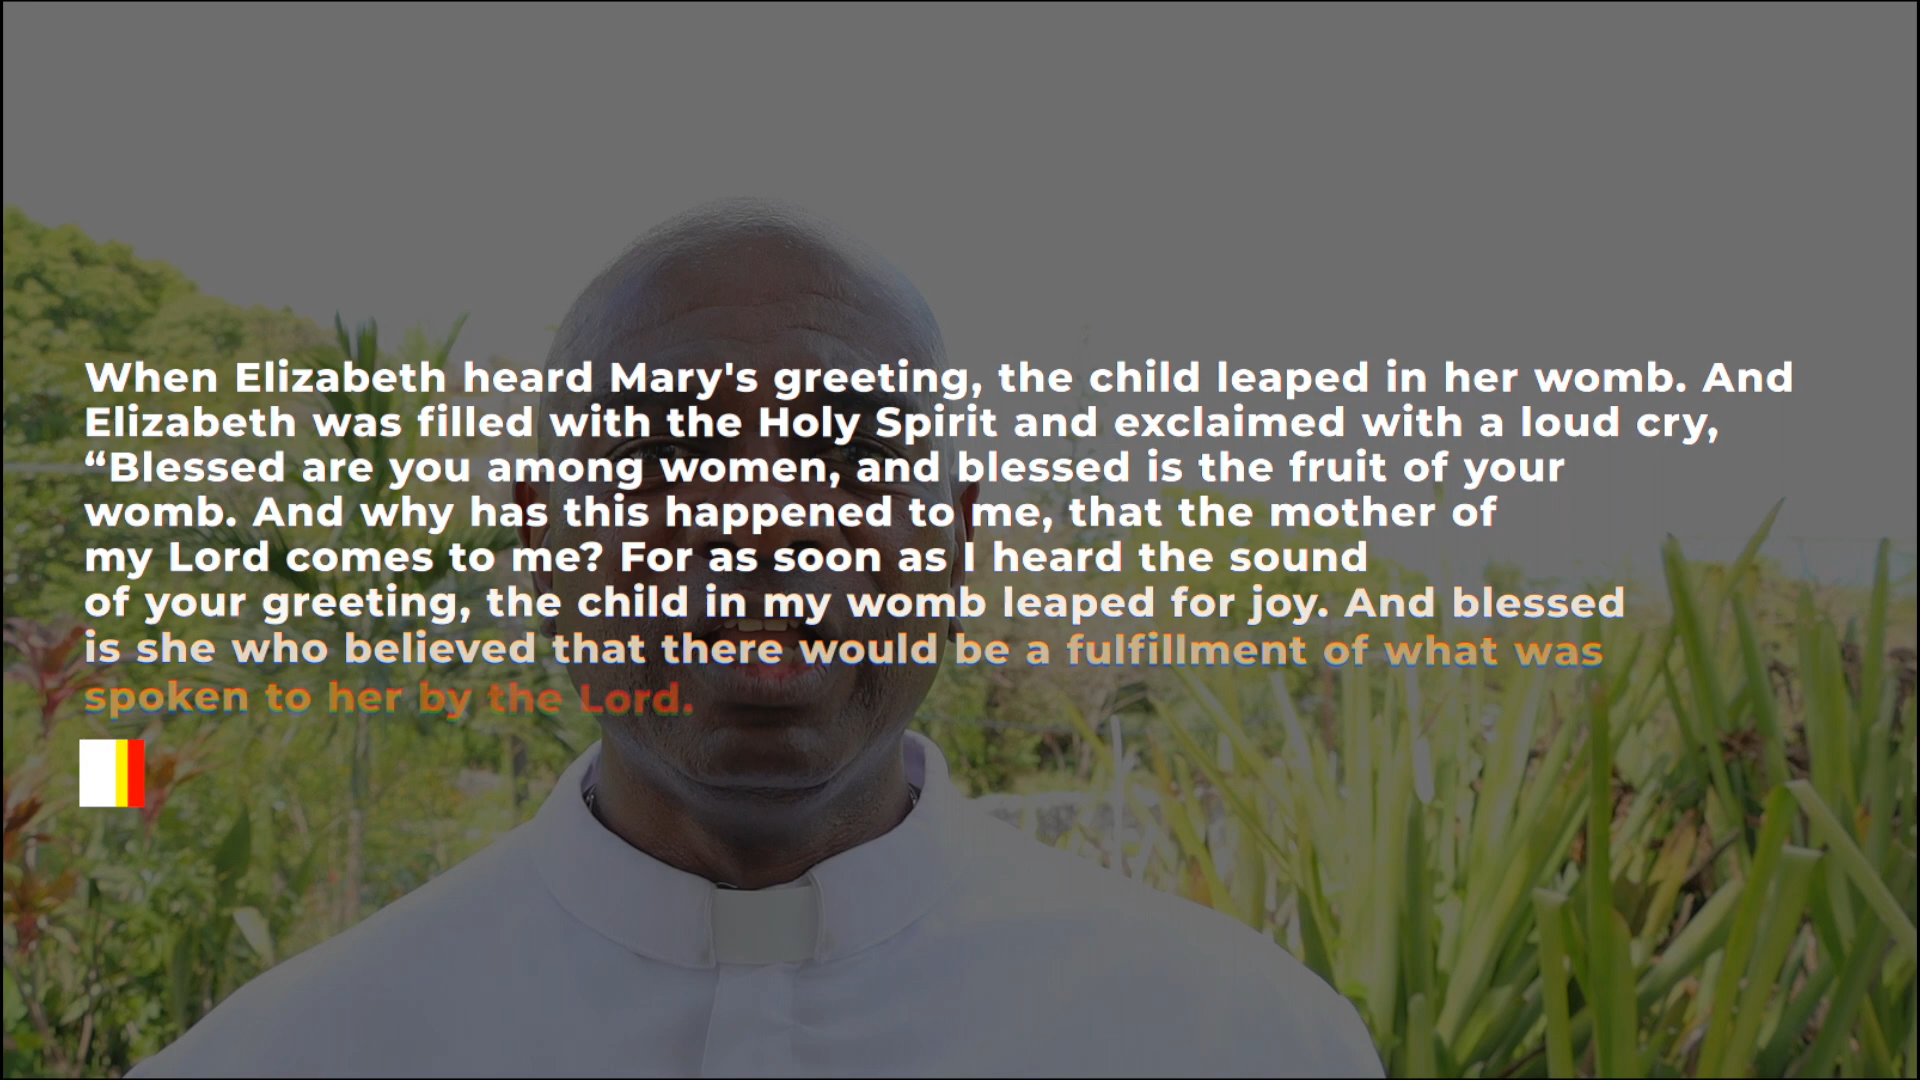 When Elizabeth heard Mary's greeting, the child leaped in her womb. And
Elizabeth was filled with the Holy Spirit and exclaimed with a loud cry,
“Blessed are you among women, and blessed is the fruit of your
womb. And why has this happened to me, that the mother of
my Lord comes to me? For as soon as I heard the sound
of your greeting, the child in my womb leaped for joy. And blessed
is she who believed that there would be a fulfillment of what was
spoken to her by the Lord.